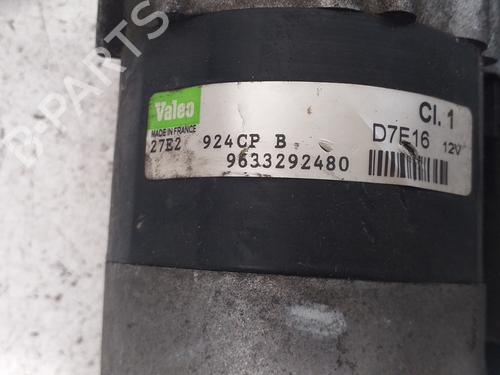 Valeo
Cl. 1
MADE IN FRANCE
D7E16 12V
27E2 924CP B
9633292480
B-PARTS